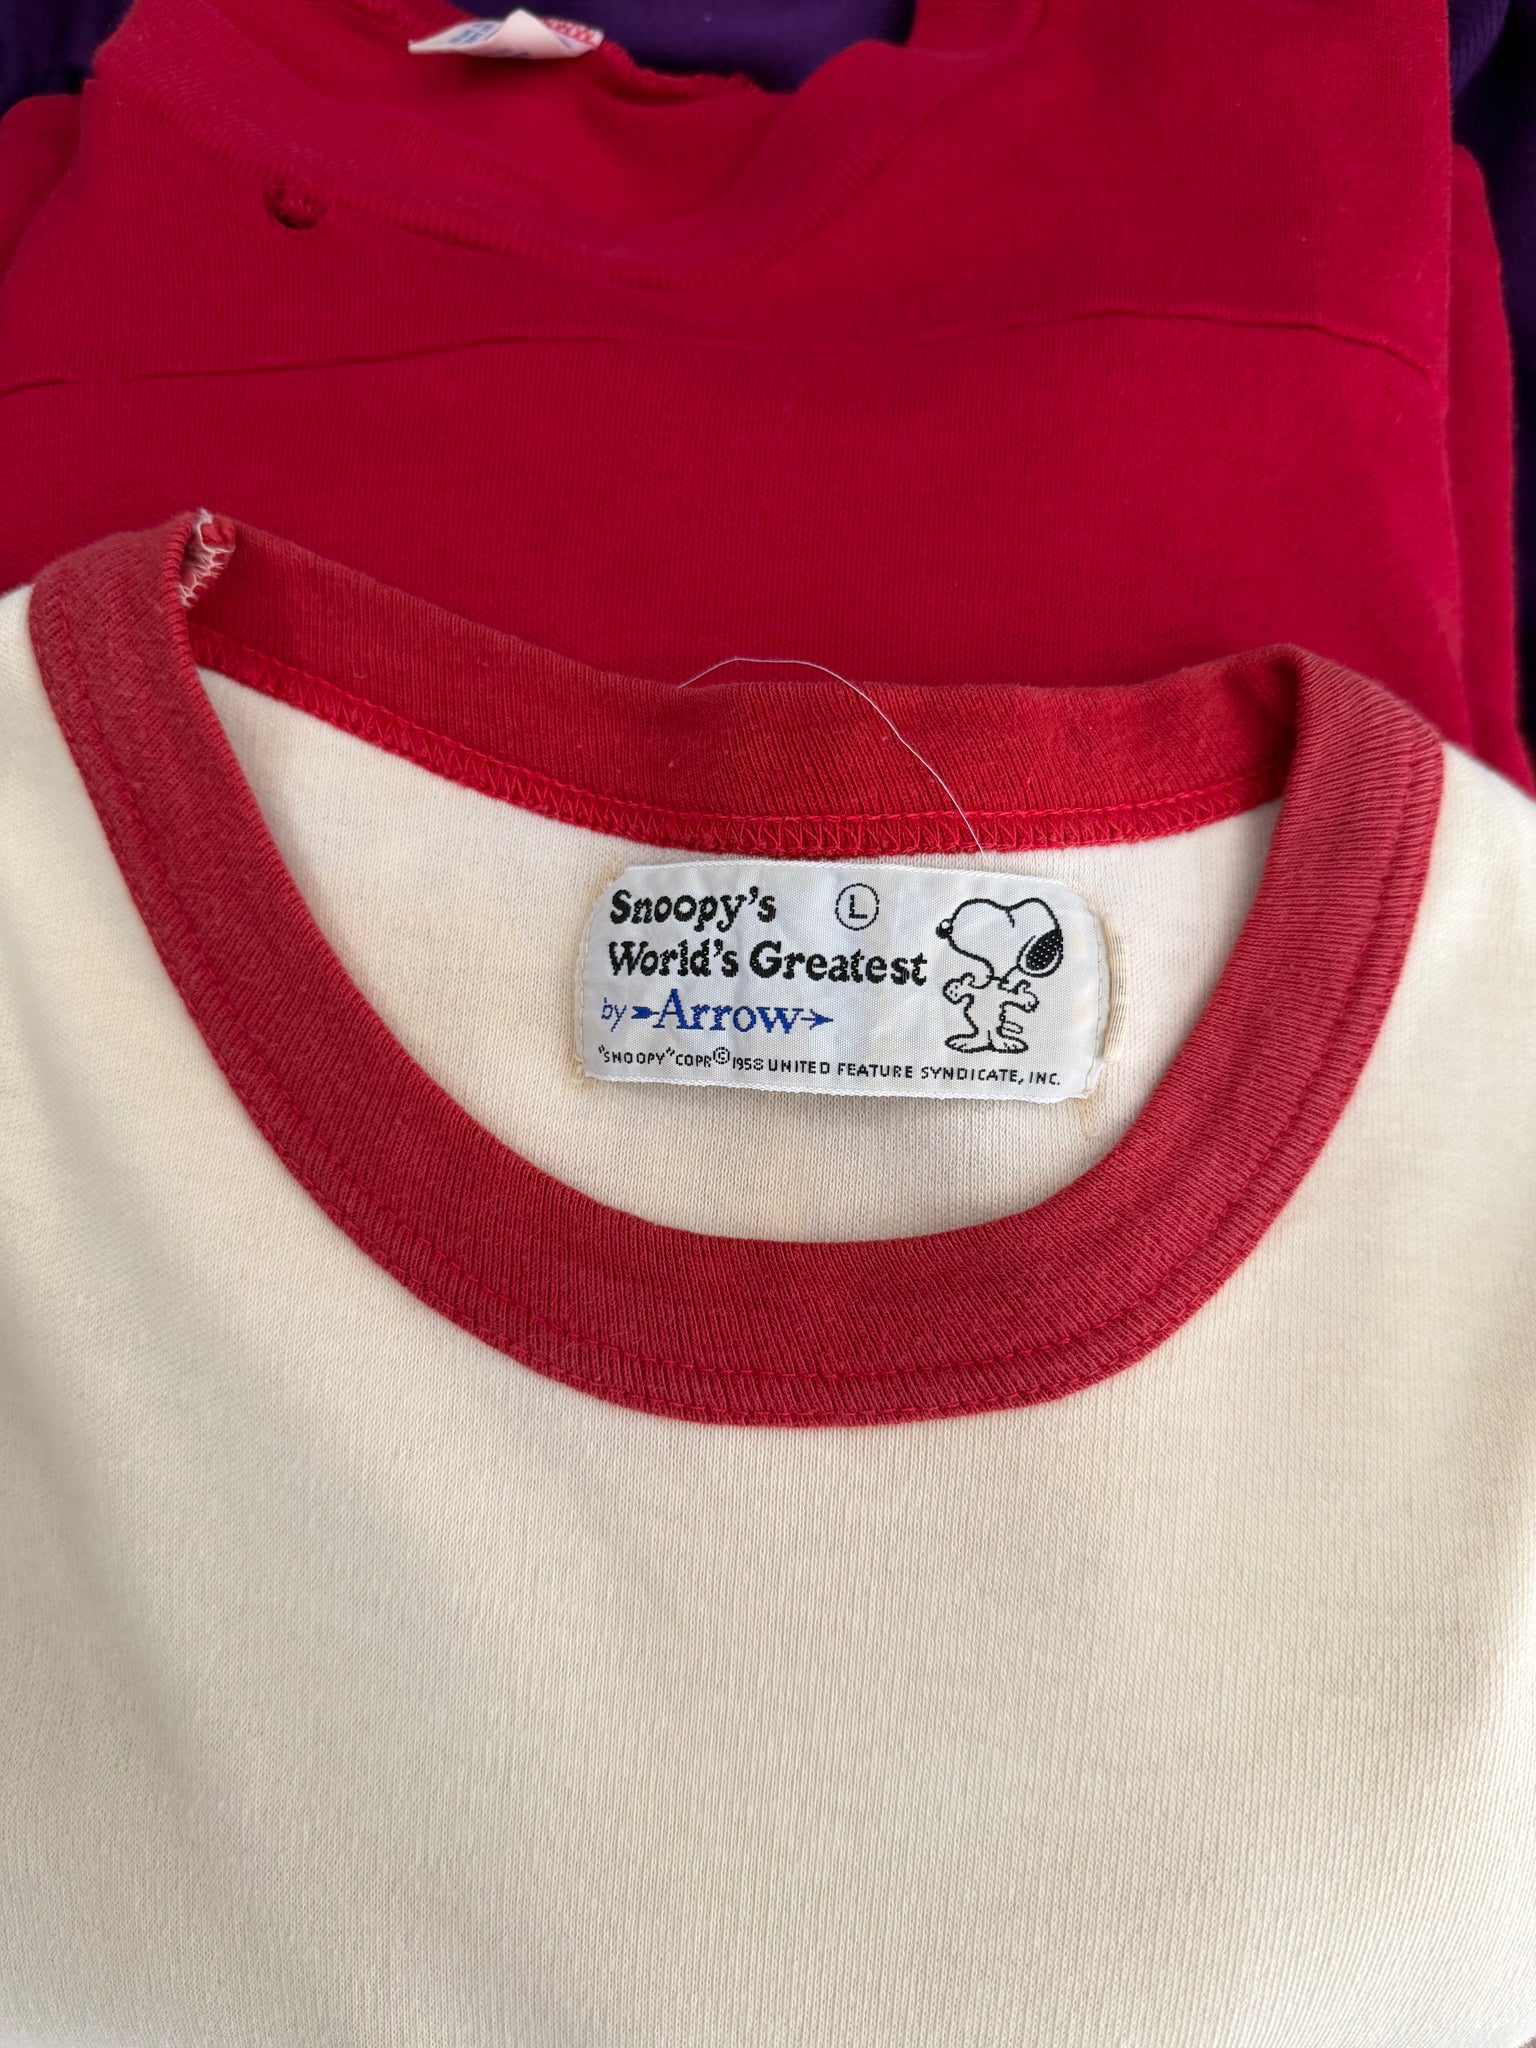 Snoopy's Ⓛ
World's Greatest
by Arrow
"SNOOPY" COPR © 1958 UNITED FEATURE SYNDICATE, INC.